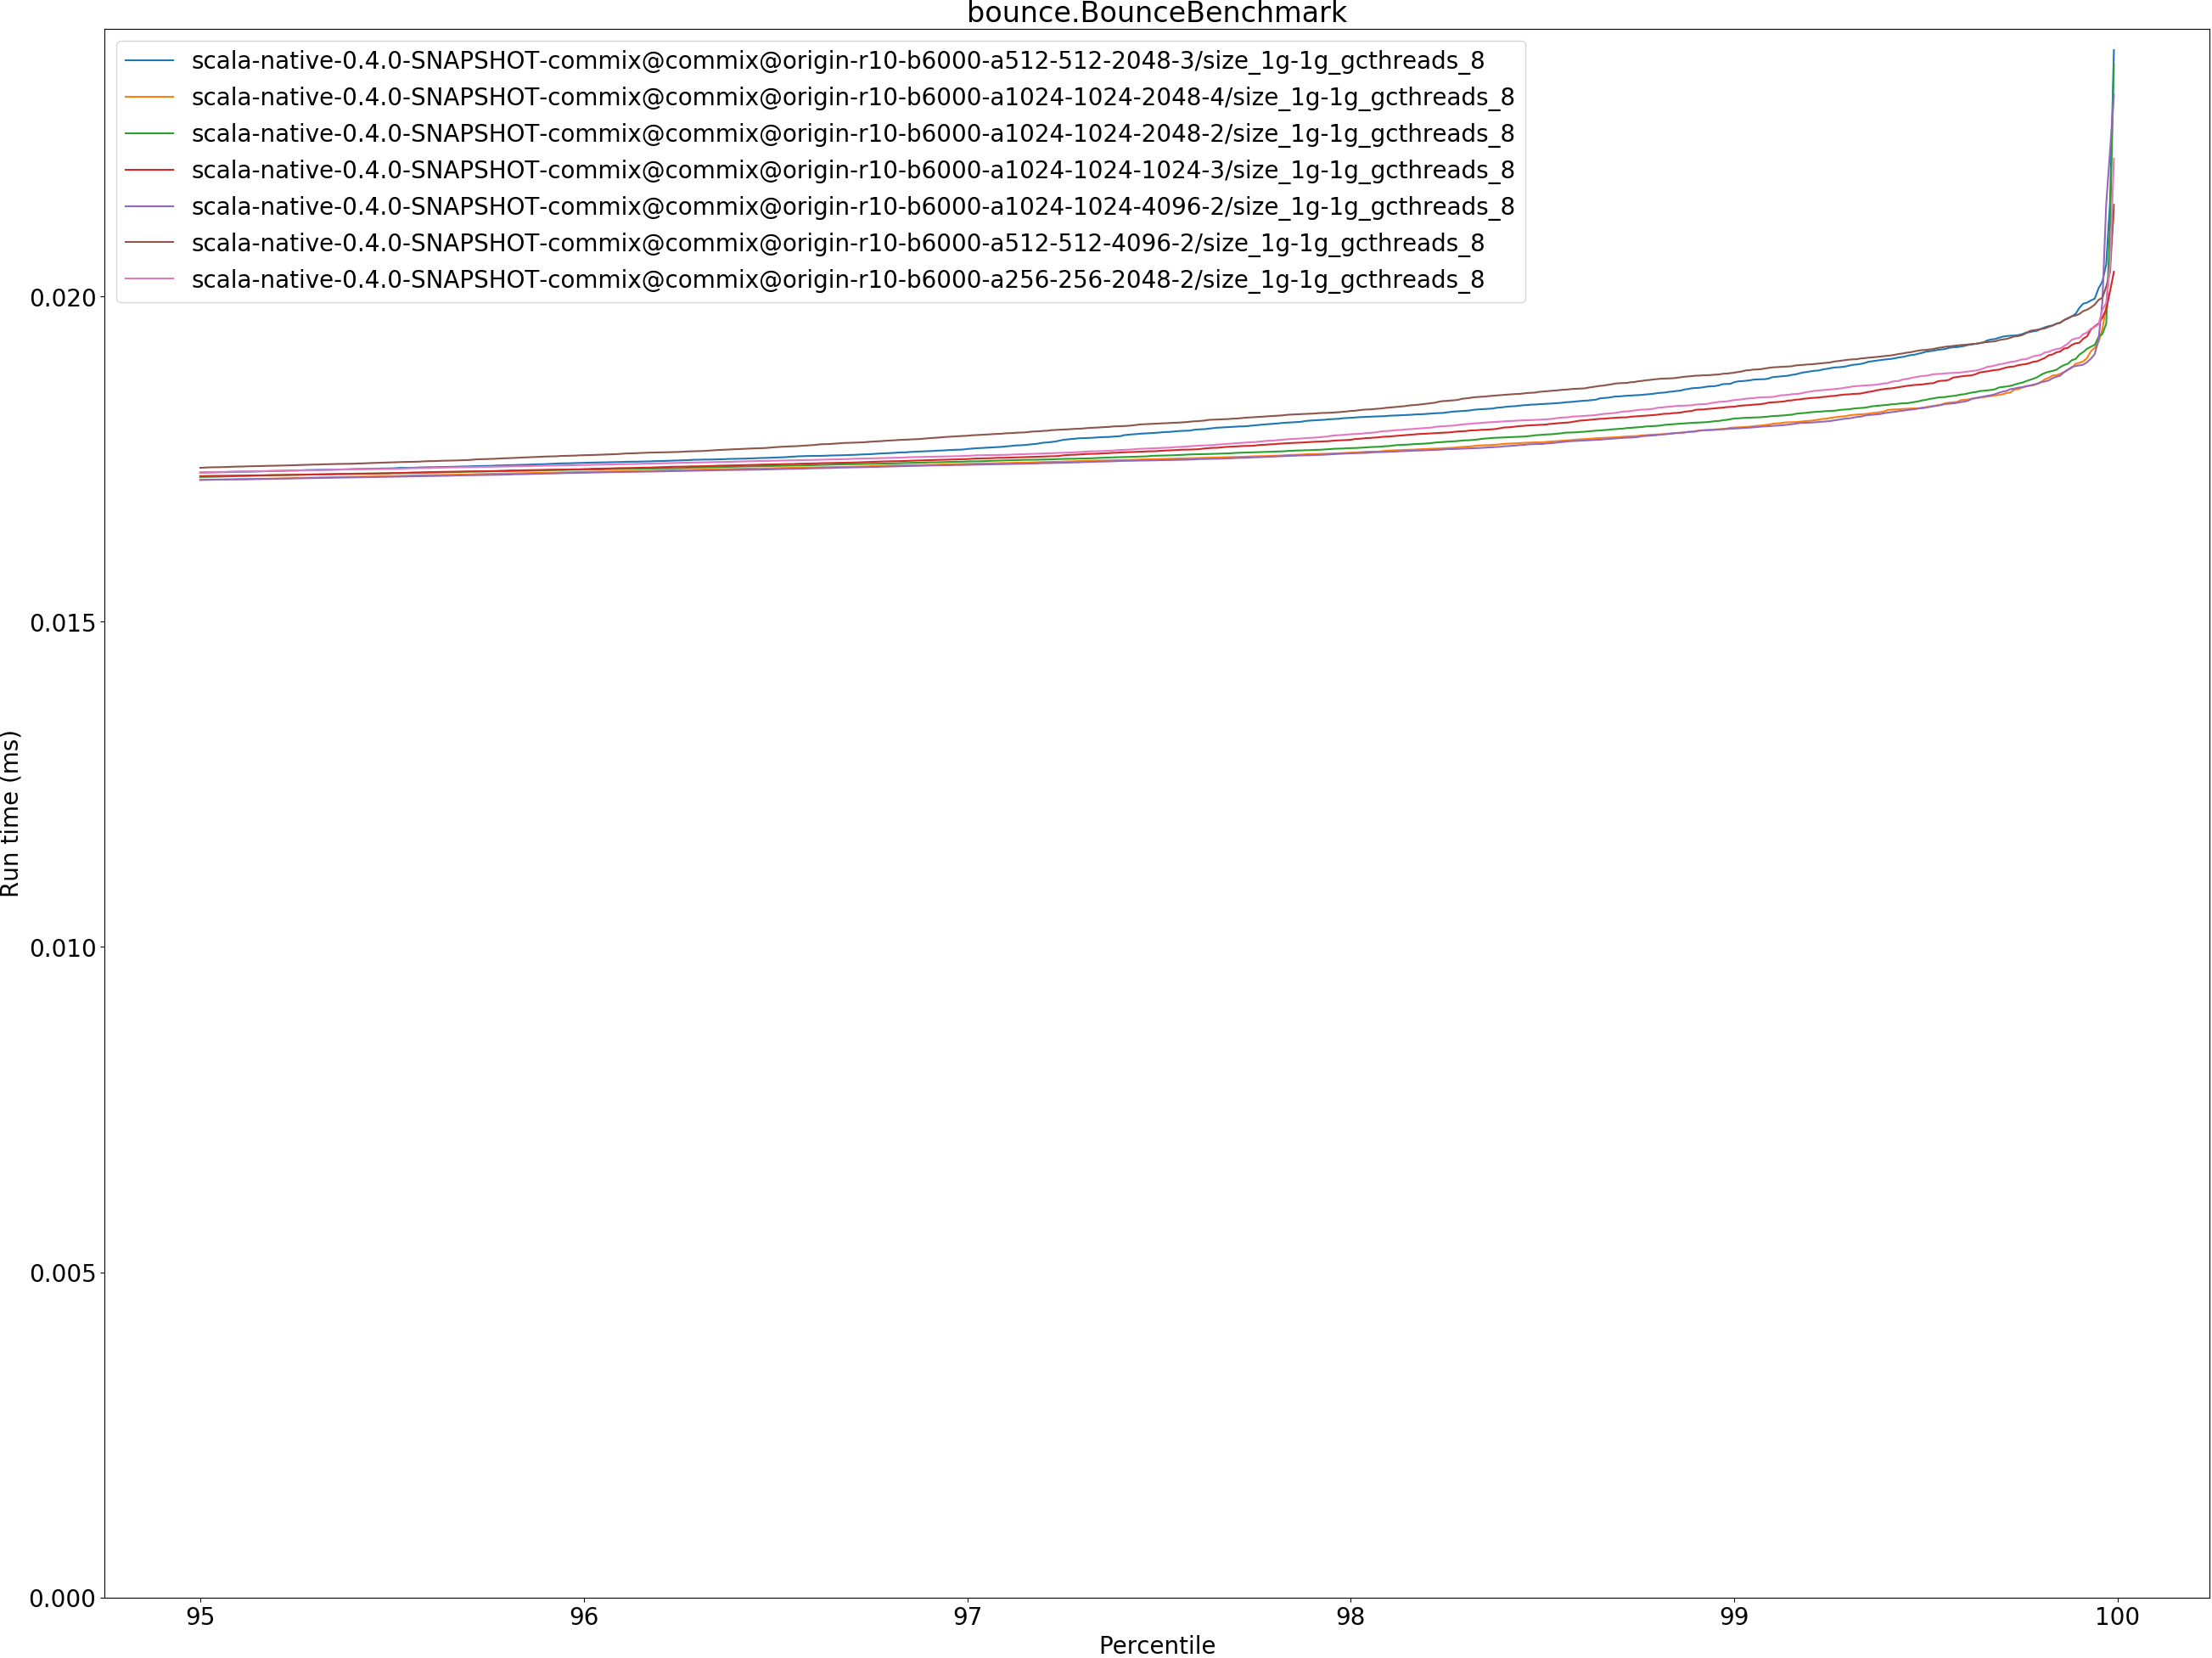 bounce.BounceBenchmark
scala-native-0.4.0-SNAPSHOT-commix@commix@origin-r10-b6000-a512-512-2048-3/size_1g-1g_gcthreads_8
scala-native-0.4.0-SNAPSHOT-commix@commix@origin-r10-b6000-a1024-1024-2048-4/size_1g-1g_gcthreads_8
scala-native-0.4.0-SNAPSHOT-commix@commix@origin-r10-b6000-a1024-1024-2048-2/size_1g-1g_gcthreads_8
scala-native-0.4.0-SNAPSHOT-commix@commix@origin-r10-b6000-a1024-1024-1024-3/size_1g-1g_gcthreads_8
scala-native-0.4.0-SNAPSHOT-commix@commix@origin-r10-b6000-a1024-1024-4096-2/size_1g-1g_gcthreads_8
scala-native-0.4.0-SNAPSHOT-commix@commix@origin-r10-b6000-a512-512-4096-2/size_1g-1g_gcthreads_8
scala-native-0.4.0-SNAPSHOT-commix@commix@origin-r10-b6000-a256-256-2048-2/size_1g-1g_gcthreads_8
0.020
0.015
0.010
0.005
0.000
Run time (ms)
95 96 97 98 99 100
Percentile